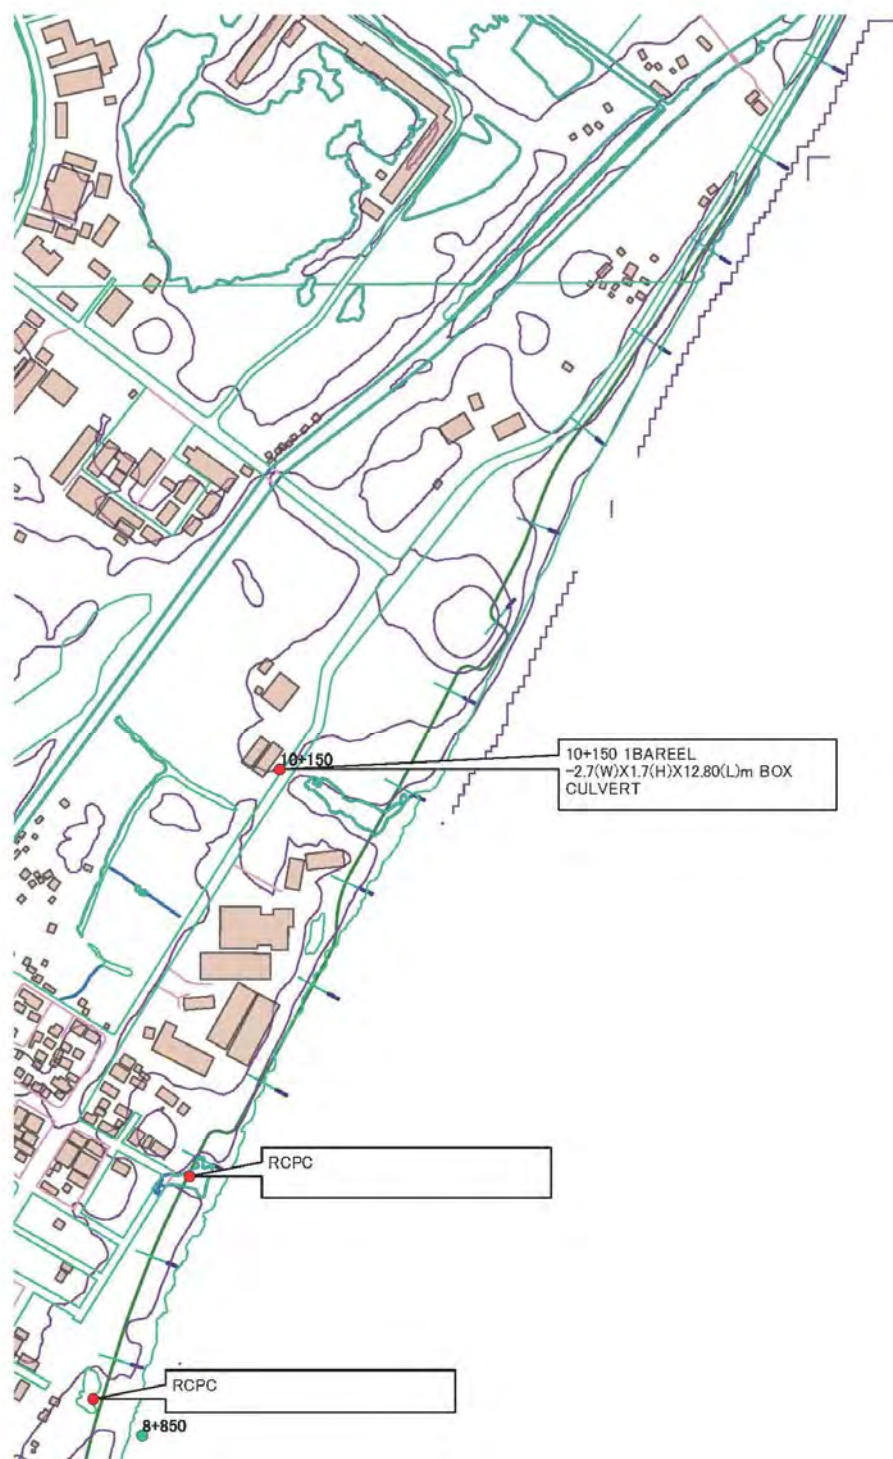 10+150
10+150 1BAREEL
-2.7(W)X1.7(H)X12.80(L)m BOX
CULVERT
RCPC
RCPC
8+850